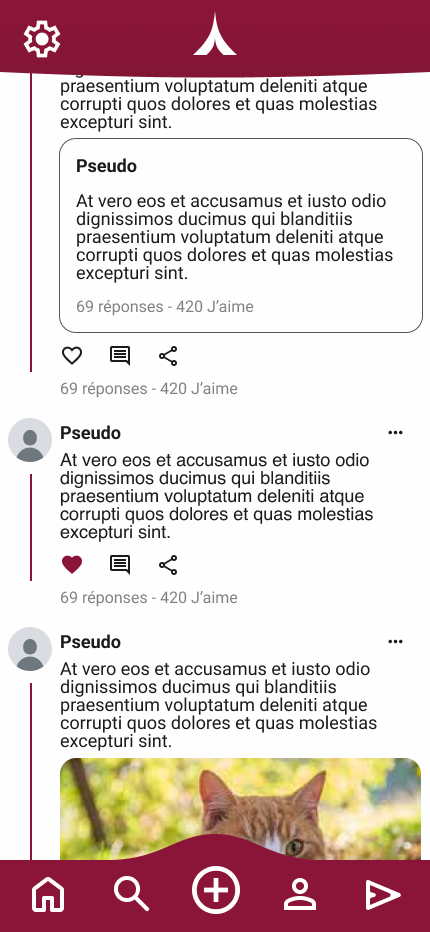 praesentium voluptatum deleniti atque
corrupti quos dolores et quas molestias
excepturi sint.
Pseudo
At vero eos et accusamus et iusto odio
dignissimos ducimus qui blanditiis
praesentium voluptatum deleniti atque
corrupti quos dolores et quas molestias
excepturi sint.
69 réponses - 420 J’aime
69 réponses - 420 J’aime
Pseudo
At vero eos et accusamus et iusto odio
dignissimos ducimus qui blanditiis
praesentium voluptatum deleniti atque
corrupti quos dolores et quas molestias
excepturi sint.
69 réponses - 420 J’aime
Pseudo
At vero eos et accusamus et iusto odio
dignissimos ducimus qui blanditiis
praesentium voluptatum deleniti atque
corrupti quos dolores et quas molestias
excepturi sint.